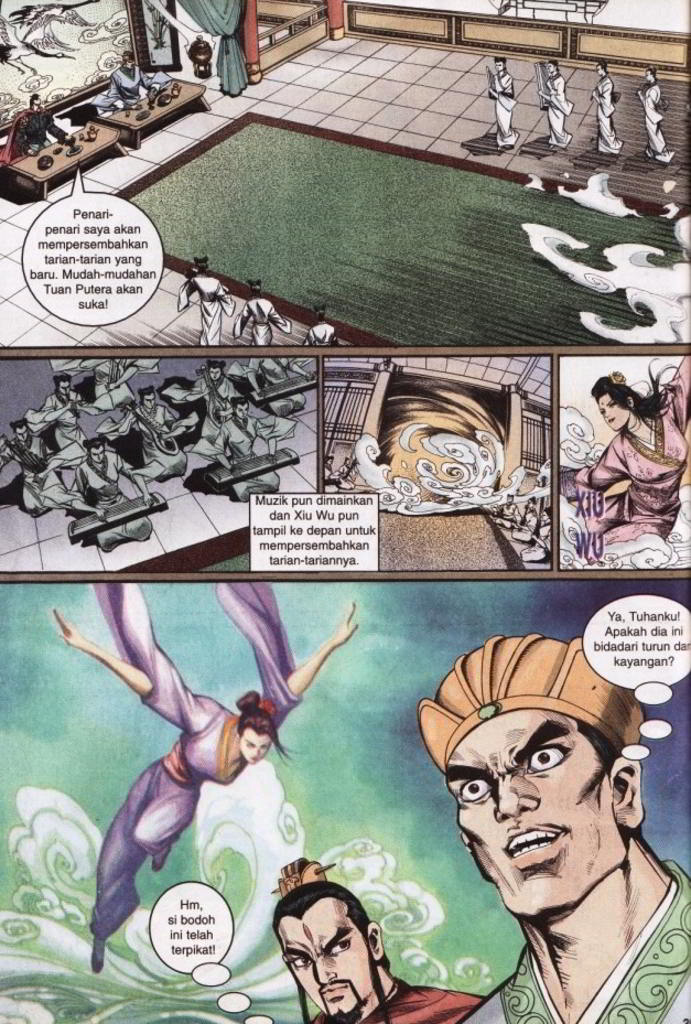 Penari-
penari saya akan
mempersembahkan
tarian-tarian yang
baru. Mudah-mudahan
Tuan Putera akan
suka!
Muzik pun dimainkan
dan Xiu Wu pun
tampil ke depan untuk
mempersembahkan
tarian-tariannya.
XIU
WU
Ya, Tuhanku!
Apakah dia ini
bidadari turun dar
kayangan?
Hm,
si bodoh
ini telah
terpikat!